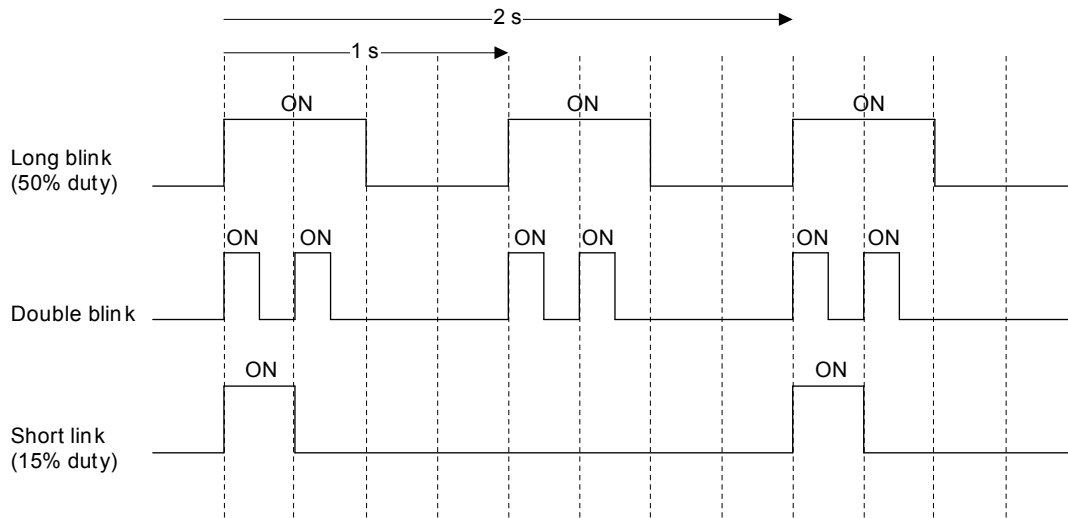 2 s
1 s
ON ON ON
Long blink
(50% duty)
ON ON ON ON ON ON
Double blink
ON ON
Short link
(15% duty)